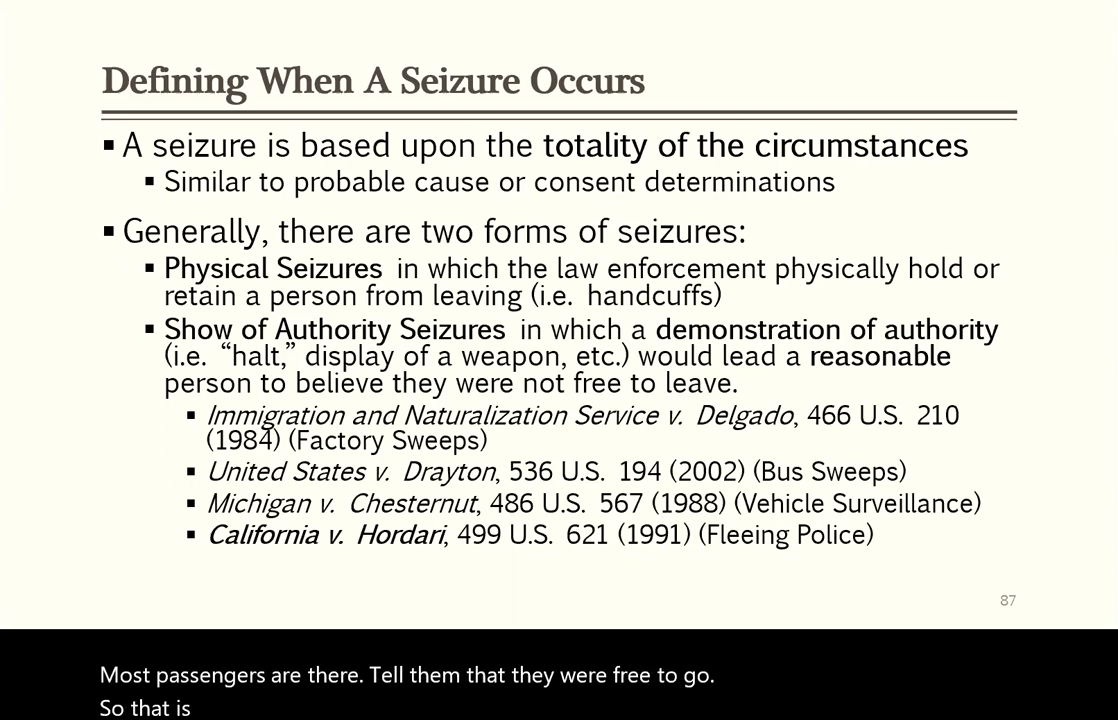 Defining When A Seizure Occurs
▪ A seizure is based upon the totality of the circumstances
▪ Similar to probable cause or consent determinations
▪ Generally, there are two forms of seizures:
▪ Physical Seizures in which the law enforcement physically hold or
retain a person from leaving (i.e. handcuffs)
▪ Show of Authority Seizures in which a demonstration of authority
(i.e. “halt,” display of a weapon, etc.) would lead a reasonable
person to believe they were not free to leave.
▪ Immigration and Naturalization Service v. Delgado, 466 U.S. 210
(1984) (Factory Sweeps)
▪ United States v. Drayton, 536 U.S. 194 (2002) (Bus Sweeps)
▪ Michigan v. Chesternut, 486 U.S. 567 (1988) (Vehicle Surveillance)
▪ California v. Hordari, 499 U.S. 621 (1991) (Fleeing Police)
87
Most passengers are there. Tell them that they were free to go.
So that is